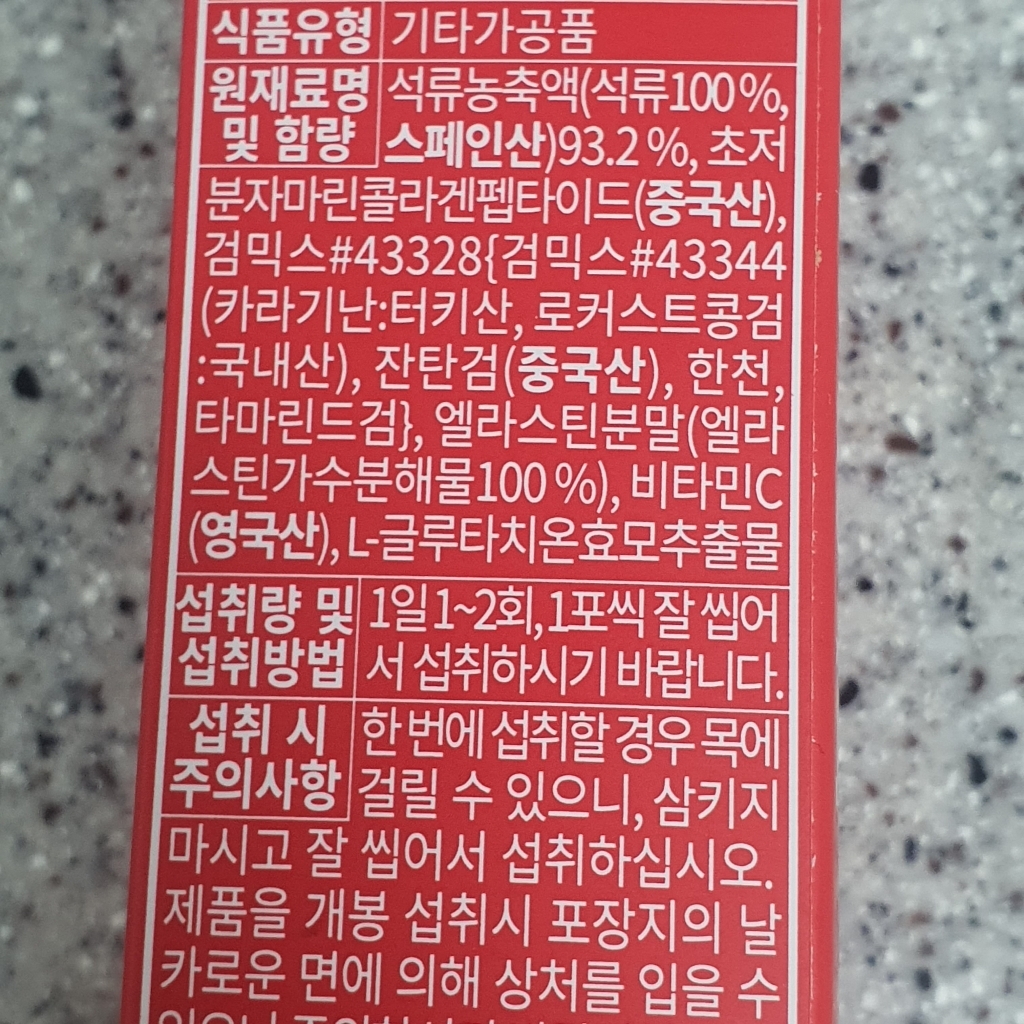 식품유형 기타가공품
원재료명 석류농축액(석류100%,
및 함량 스페인산)93.2%, 초저
분자마린콜라겐펩타이드(중국산),
검믹스#43328{검믹스#43344
(카라기난:터키산, 로커스트콩검
:국내산), 잔탄검(중국산), 한천,
타마린드검}, 엘라스틴분말(엘라
스틴가수분해물100%), 비타민C
(영국산), L-글루타치온효모추출물
섭취량 및 1일 1~2회, 1포씩 잘 씹어
섭취방법 서 섭취하시기 바랍니다.
섭취 시 한 번에 섭취할 경우 목에
주의사항 걸릴 수 있으니, 삼키지
마시고 잘 씹어서 섭취하십시오.
제품을 개봉 섭취시 포장지의 날
카로운 면에 의해 상처를 입을 수